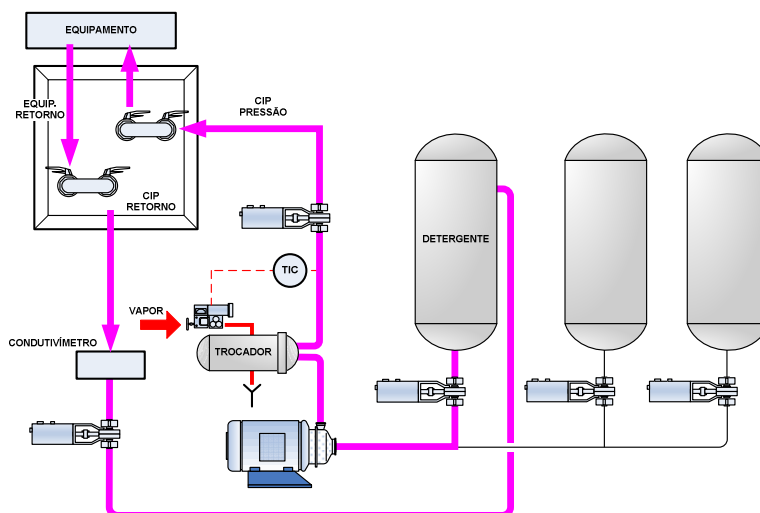 EQUIPAMENTO
EQUIP.
RETORNO
CIP
PRESSÃO
CIP
RETORNO
DETERGENTE
TIC
VAPOR
CONDUTIVÍMETRO
TROCADOR